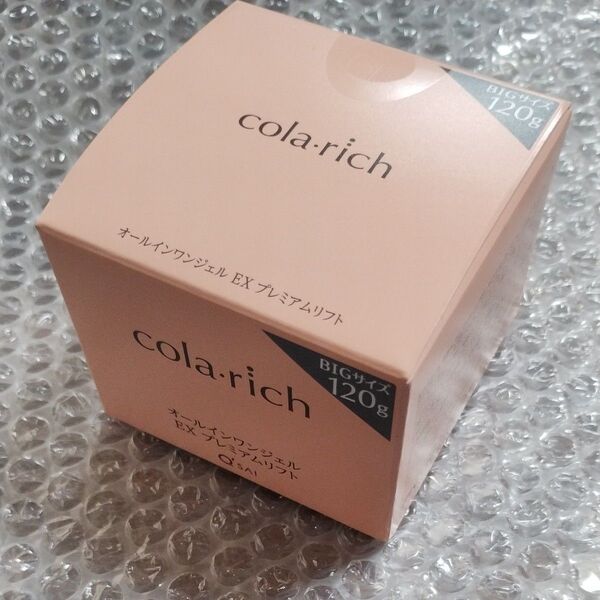 cola・rich
BIGサイズ
120g
オールインワンジェル EX プレミアムリフト
cola・rich
BIGサイズ
120g
オールインワンジェル
EX プレミアムリフト
Q'SAI